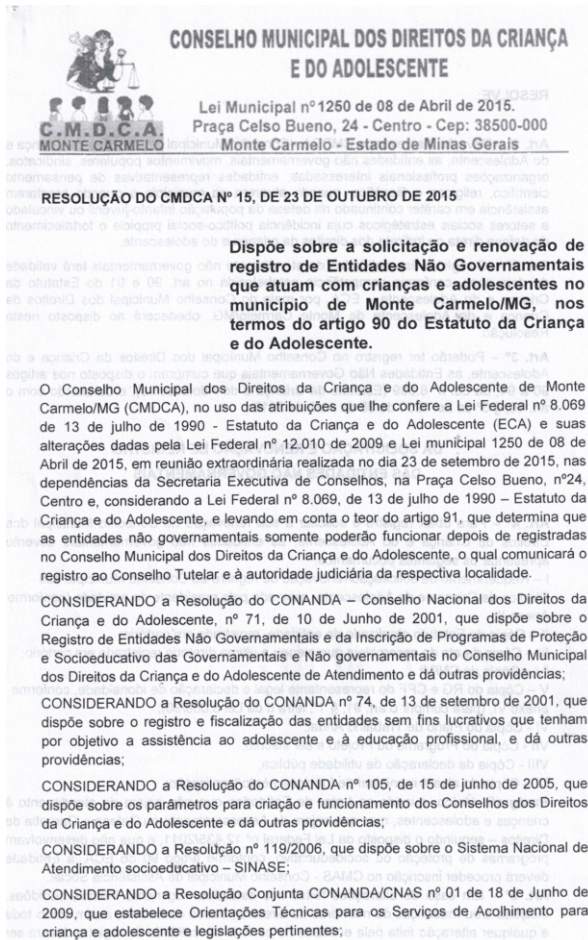 CONSELHO MUNICIPAL DOS DIREITOS DA CRIANÇA
E DO ADOLESCENTE
C.M.D.C.A.
MONTE CARMELO
Lei Municipal nº1250 de 08 de Abril de 2015.
Praça Celso Bueno, 24 - Centro - Cep: 38500-000
Monte Carmelo - Estado de Minas Gerais
RESOLUÇÃO DO CMDCA Nº 15, DE 23 DE OUTUBRO DE 2015
Dispõe sobre a solicitação e renovação de
registro de Entidades Não Governamentais
que atuam com crianças e adolescentes no
município de Monte Carmelo/MG, nos
termos do artigo 90 do Estatuto da Criança
e do Adolescente.
O Conselho Municipal dos Direitos da Criança e do Adolescente de Monte
Carmelo/MG (CMDCA), no uso das atribuições que lhe confere a Lei Federal nº 8.069
de 13 de julho de 1990 - Estatuto da Criança e do Adolescente (ECA) e suas
alterações dadas pela Lei Federal nº 12.010 de 2009 e Lei municipal 1250 de 08 de
Abril de 2015, em reunião extraordinária realizada no dia 23 de setembro de 2015, nas
dependências da Secretaria Executiva de Conselhos, na Praça Celso Bueno, nº24,
Centro e, considerando a Lei Federal nº 8.069, de 13 de julho de 1990 – Estatuto da
Criança e do Adolescente, e levando em conta o teor do artigo 91, que determina que
as entidades não governamentais somente poderão funcionar depois de registradas
no Conselho Municipal dos Direitos da Criança e do Adolescente, o qual comunicará o
registro ao Conselho Tutelar e à autoridade judiciária da respectiva localidade.
CONSIDERANDO a Resolução do CONANDA – Conselho Nacional dos Direitos da
Criança e do Adolescente, nº 71, de 10 de Junho de 2001, que dispõe sobre o
Registro de Entidades Não Governamentais e da Inscrição de Programas de Proteção
e Socioeducativo das Governamentais e Não governamentais no Conselho Municipal
dos Direitos da Criança e do Adolescente de Atendimento e dá outras providências;
CONSIDERANDO a Resolução do CONANDA nº 74, de 13 de setembro de 2001, que
dispõe sobre o registro e fiscalização das entidades sem fins lucrativos que tenham
por objetivo a assistência ao adolescente e à educação profissional, e dá outras
providências;
CONSIDERANDO a Resolução do CONANDA nº 105, de 15 de junho de 2005, que
dispõe sobre os parâmetros para criação e funcionamento dos Conselhos dos Direitos
da Criança e do Adolescente e dá outras providências;
CONSIDERANDO a Resolução nº 119/2006, que dispõe sobre o Sistema Nacional de
Atendimento socioeducativo – SINASE;
CONSIDERANDO a Resolução Conjunta CONANDA/CNAS nº 01 de 18 de Junho de
2009, que estabelece Orientações Técnicas para os Serviços de Acolhimento para
criança e adolescente e legislações pertinentes;